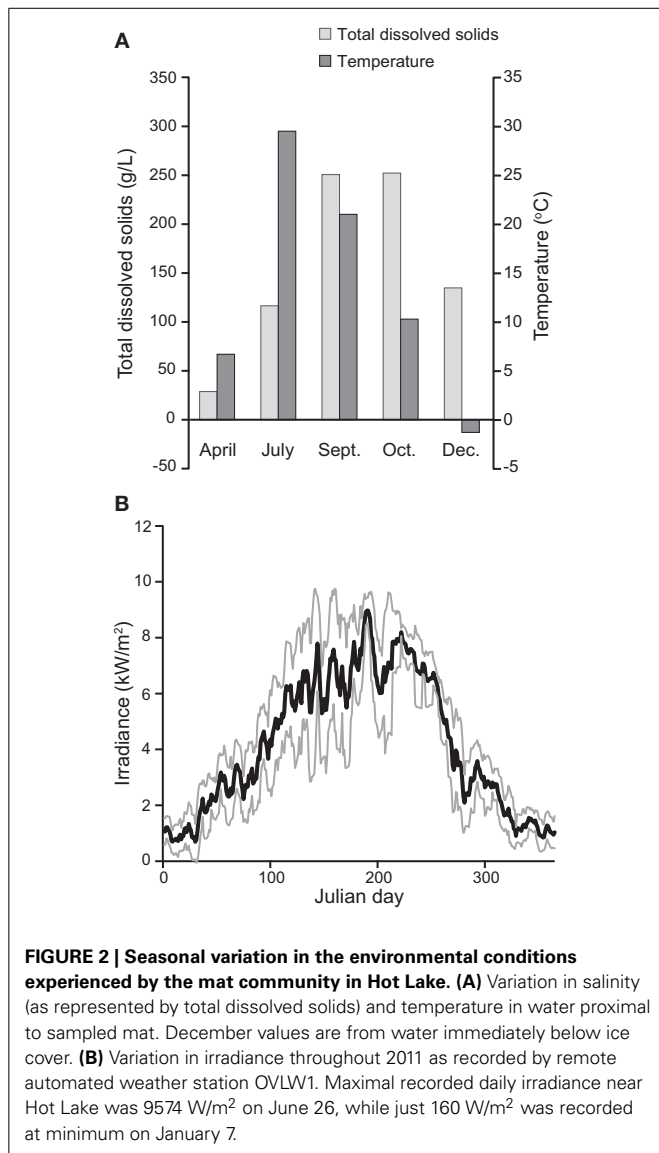 A
Total dissolved solids
Temperature
350
300
250
200
150
100
50
0
-50
Total dissolved solids (g/L)
35
30
25
20
15
10
5
0
-5
Temperature (°C)
April July Sept. Oct. Dec.
B
12
10
8
6
4
2
0
Irradiance (kW/m²)
0 100 200 300
Julian day
FIGURE 2 | Seasonal variation in the environmental conditions
experienced by the mat community in Hot Lake. (A) Variation in salinity
(as represented by total dissolved solids) and temperature in water proximal
to sampled mat. December values are from water immediately below ice
cover. (B) Variation in irradiance throughout 2011 as recorded by remote
automated weather station OVLW1. Maximal recorded daily irradiance near
Hot Lake was 9574 W/m² on June 26, while just 160 W/m² was recorded
at minimum on January 7.